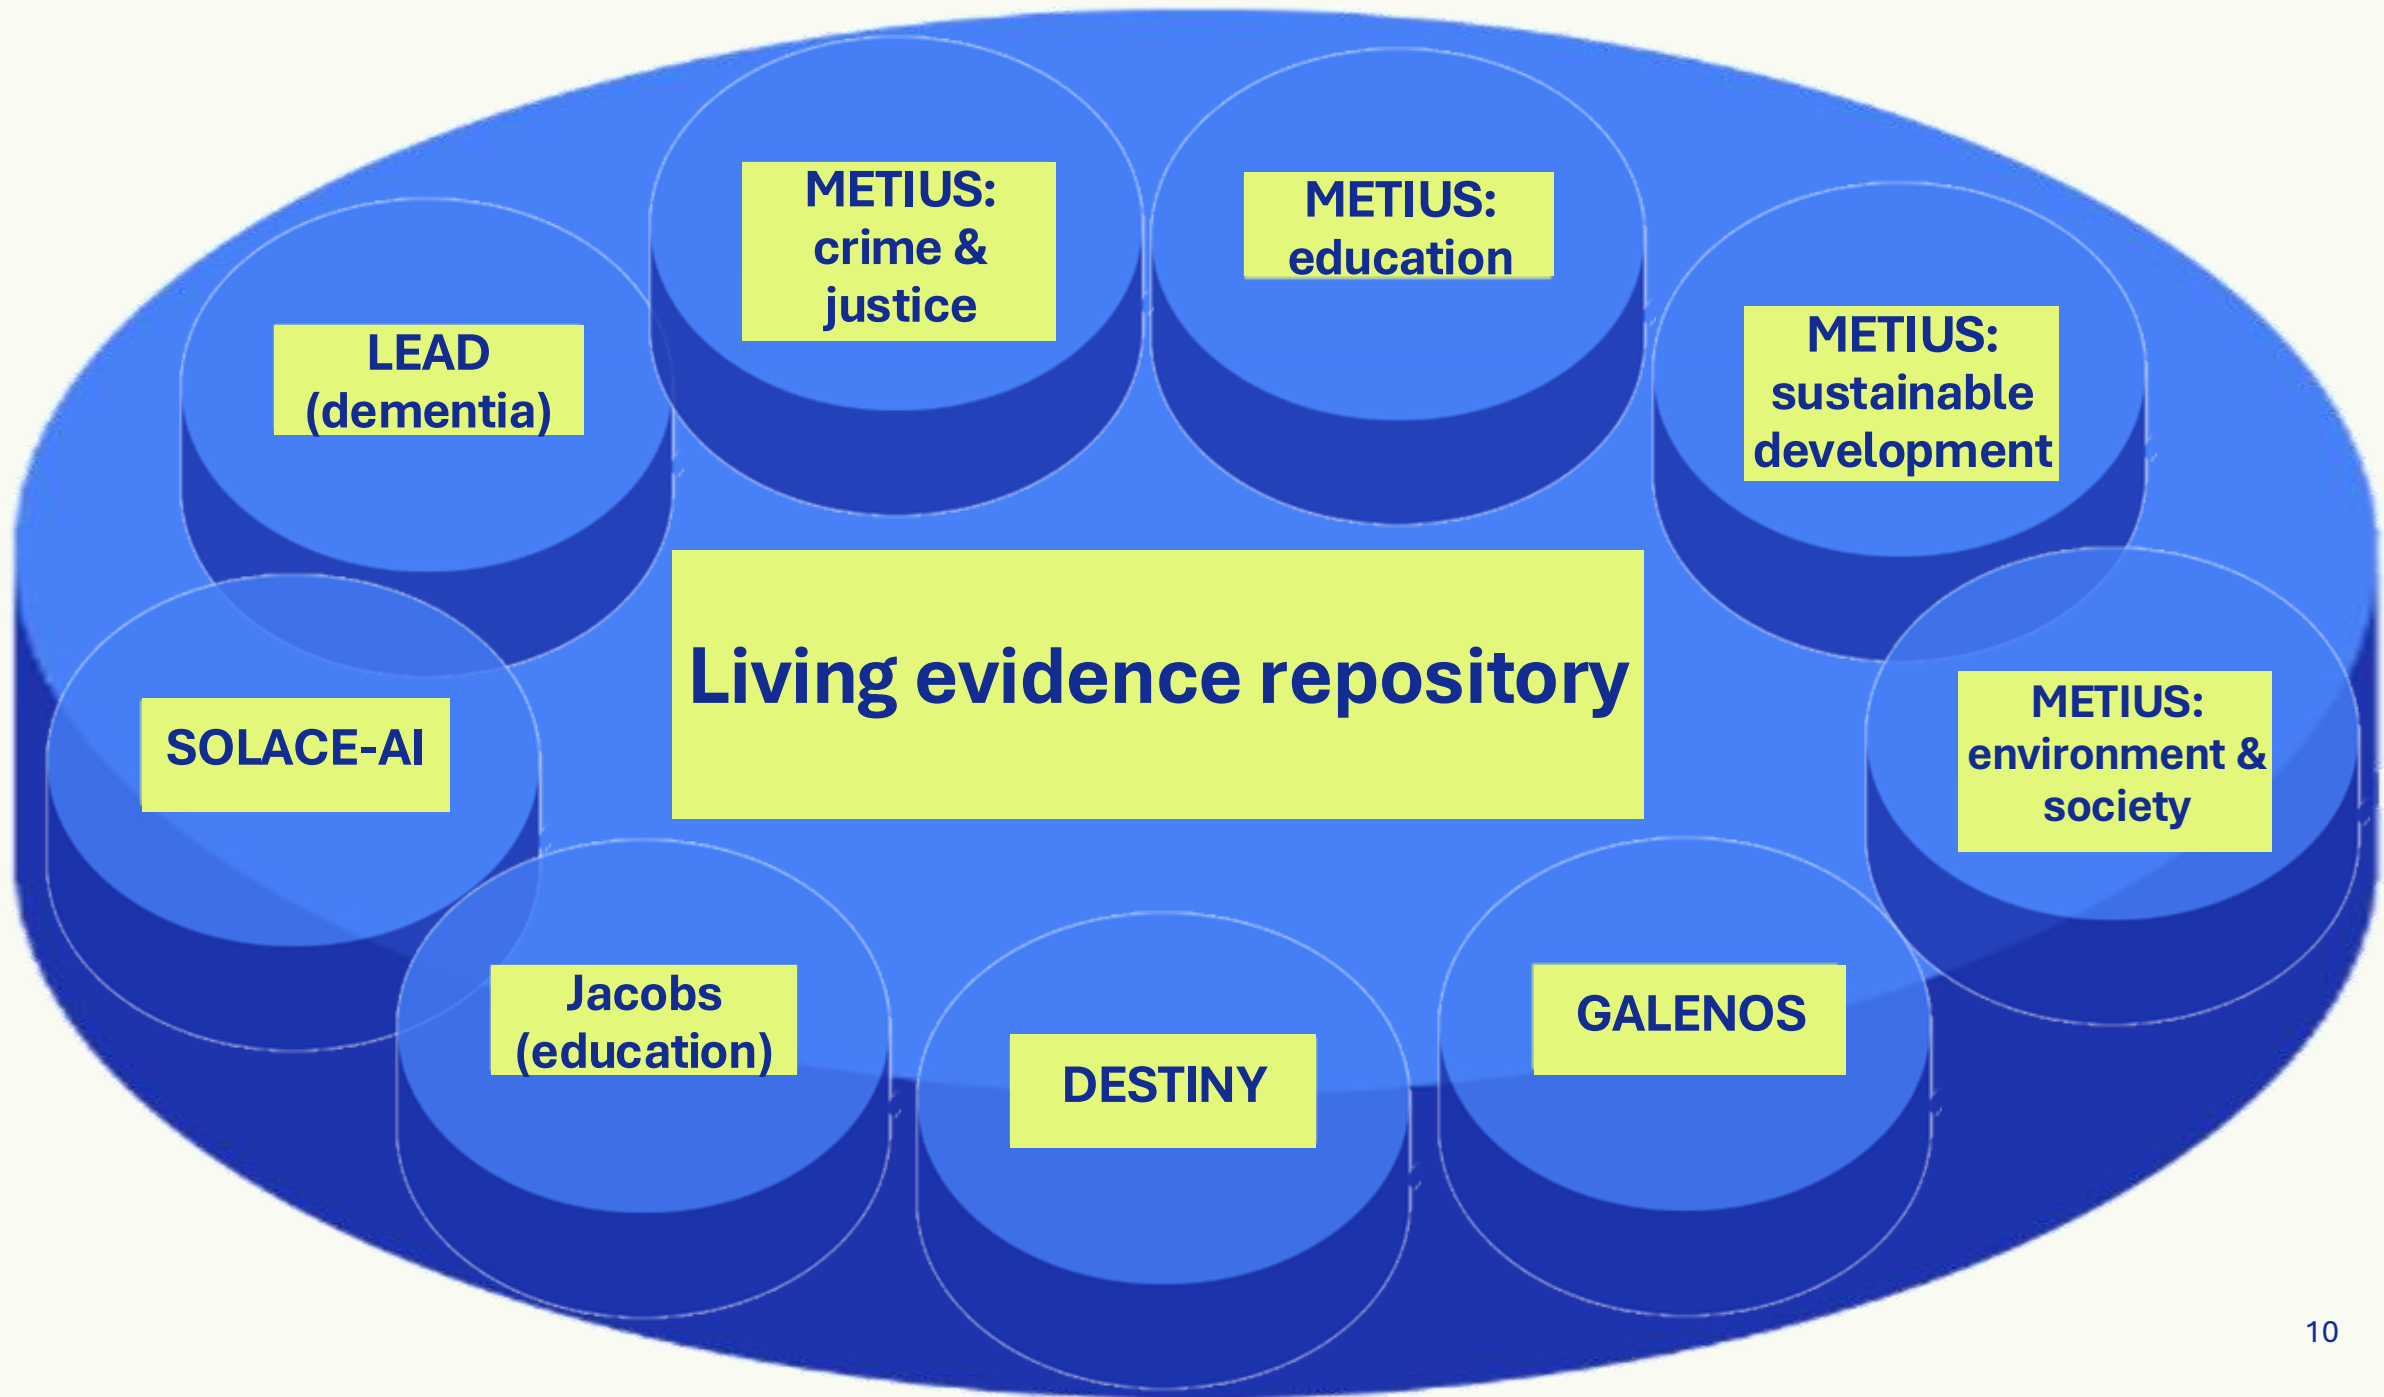 METIUS:
crime &
justice
METIUS:
education
LEAD
(dementia)
METIUS:
sustainable
development
Living evidence repository
SOLACE-AI
METIUS:
environment &
society
Jacobs
(education)
DESTINY
GALENOS
10